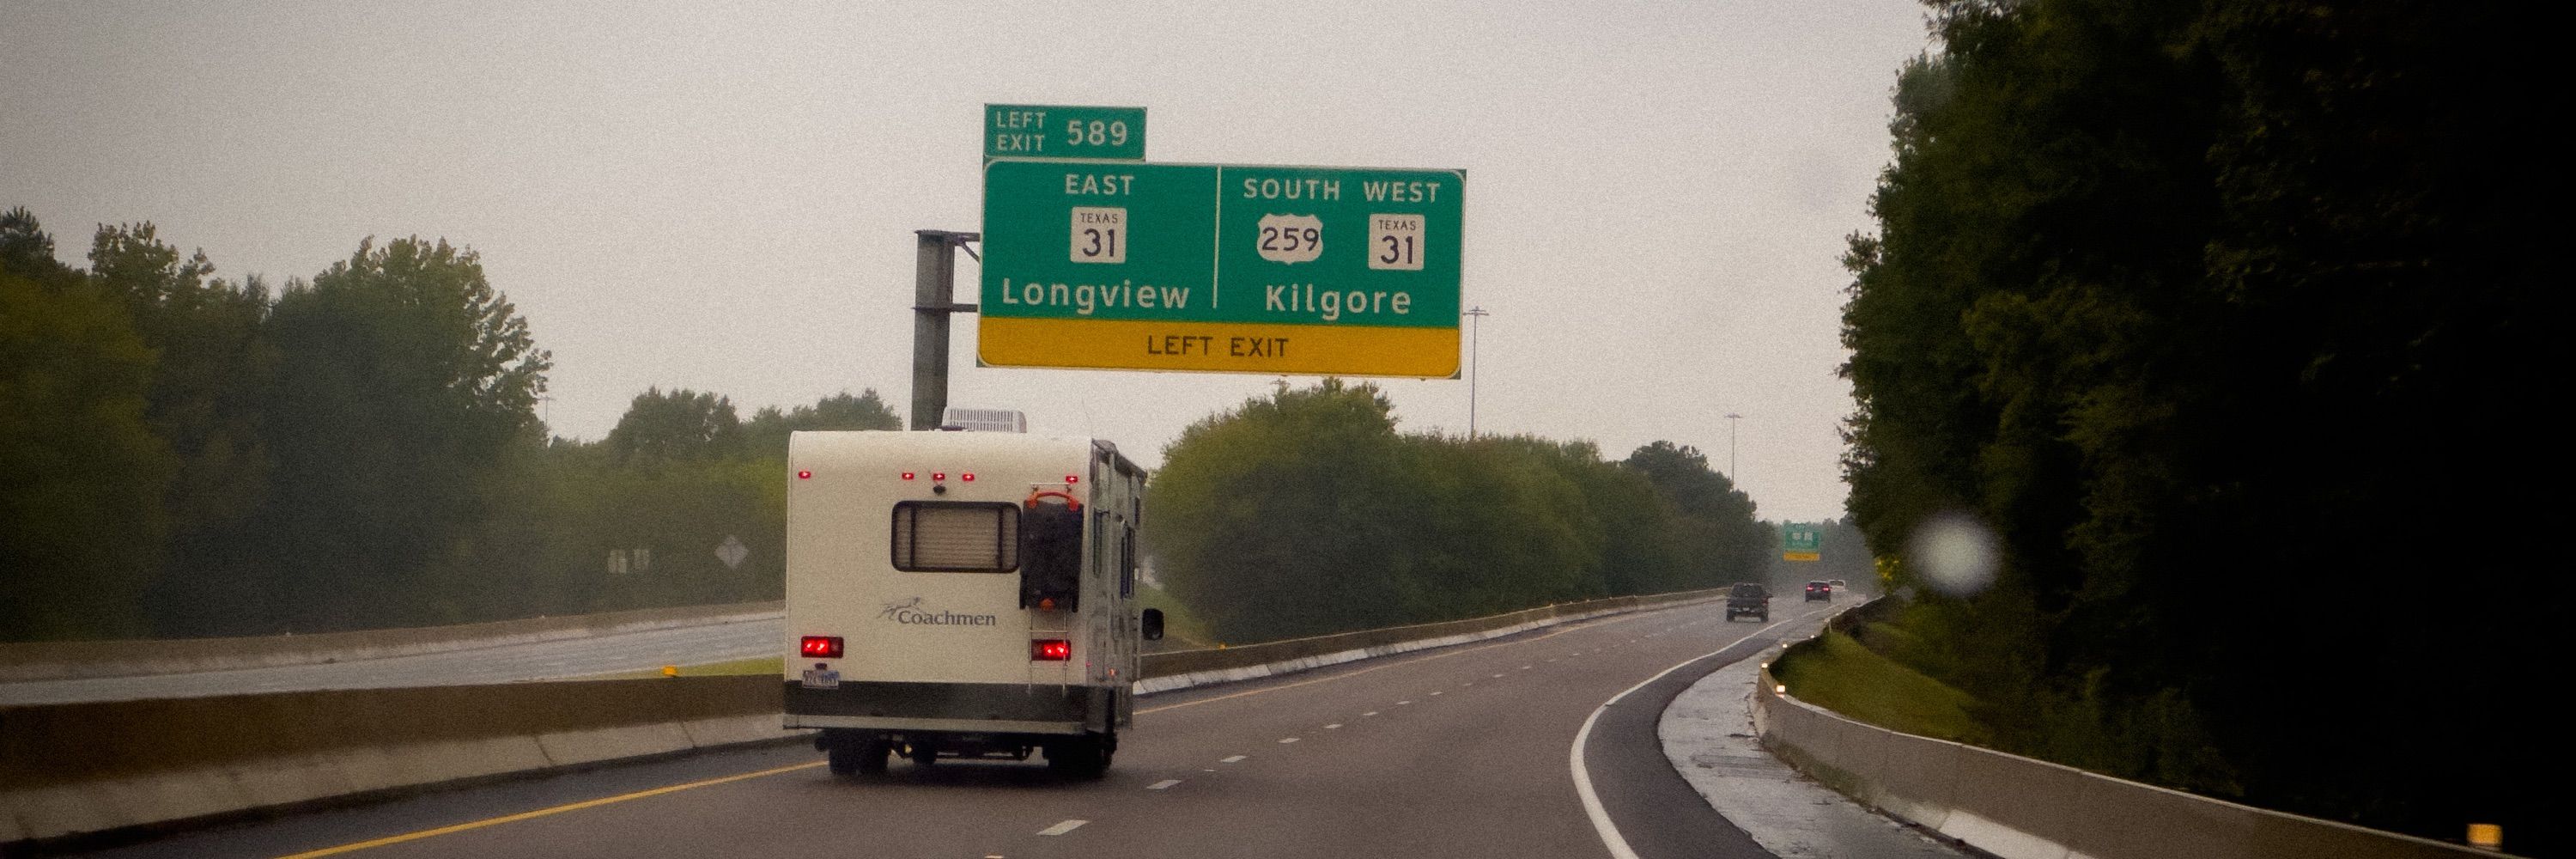 LEFT
EXIT 589
EAST
TEXAS
31
Longview
SOUTH WEST
259
TEXAS
31
Kilgore
LEFT EXIT
Coachmen